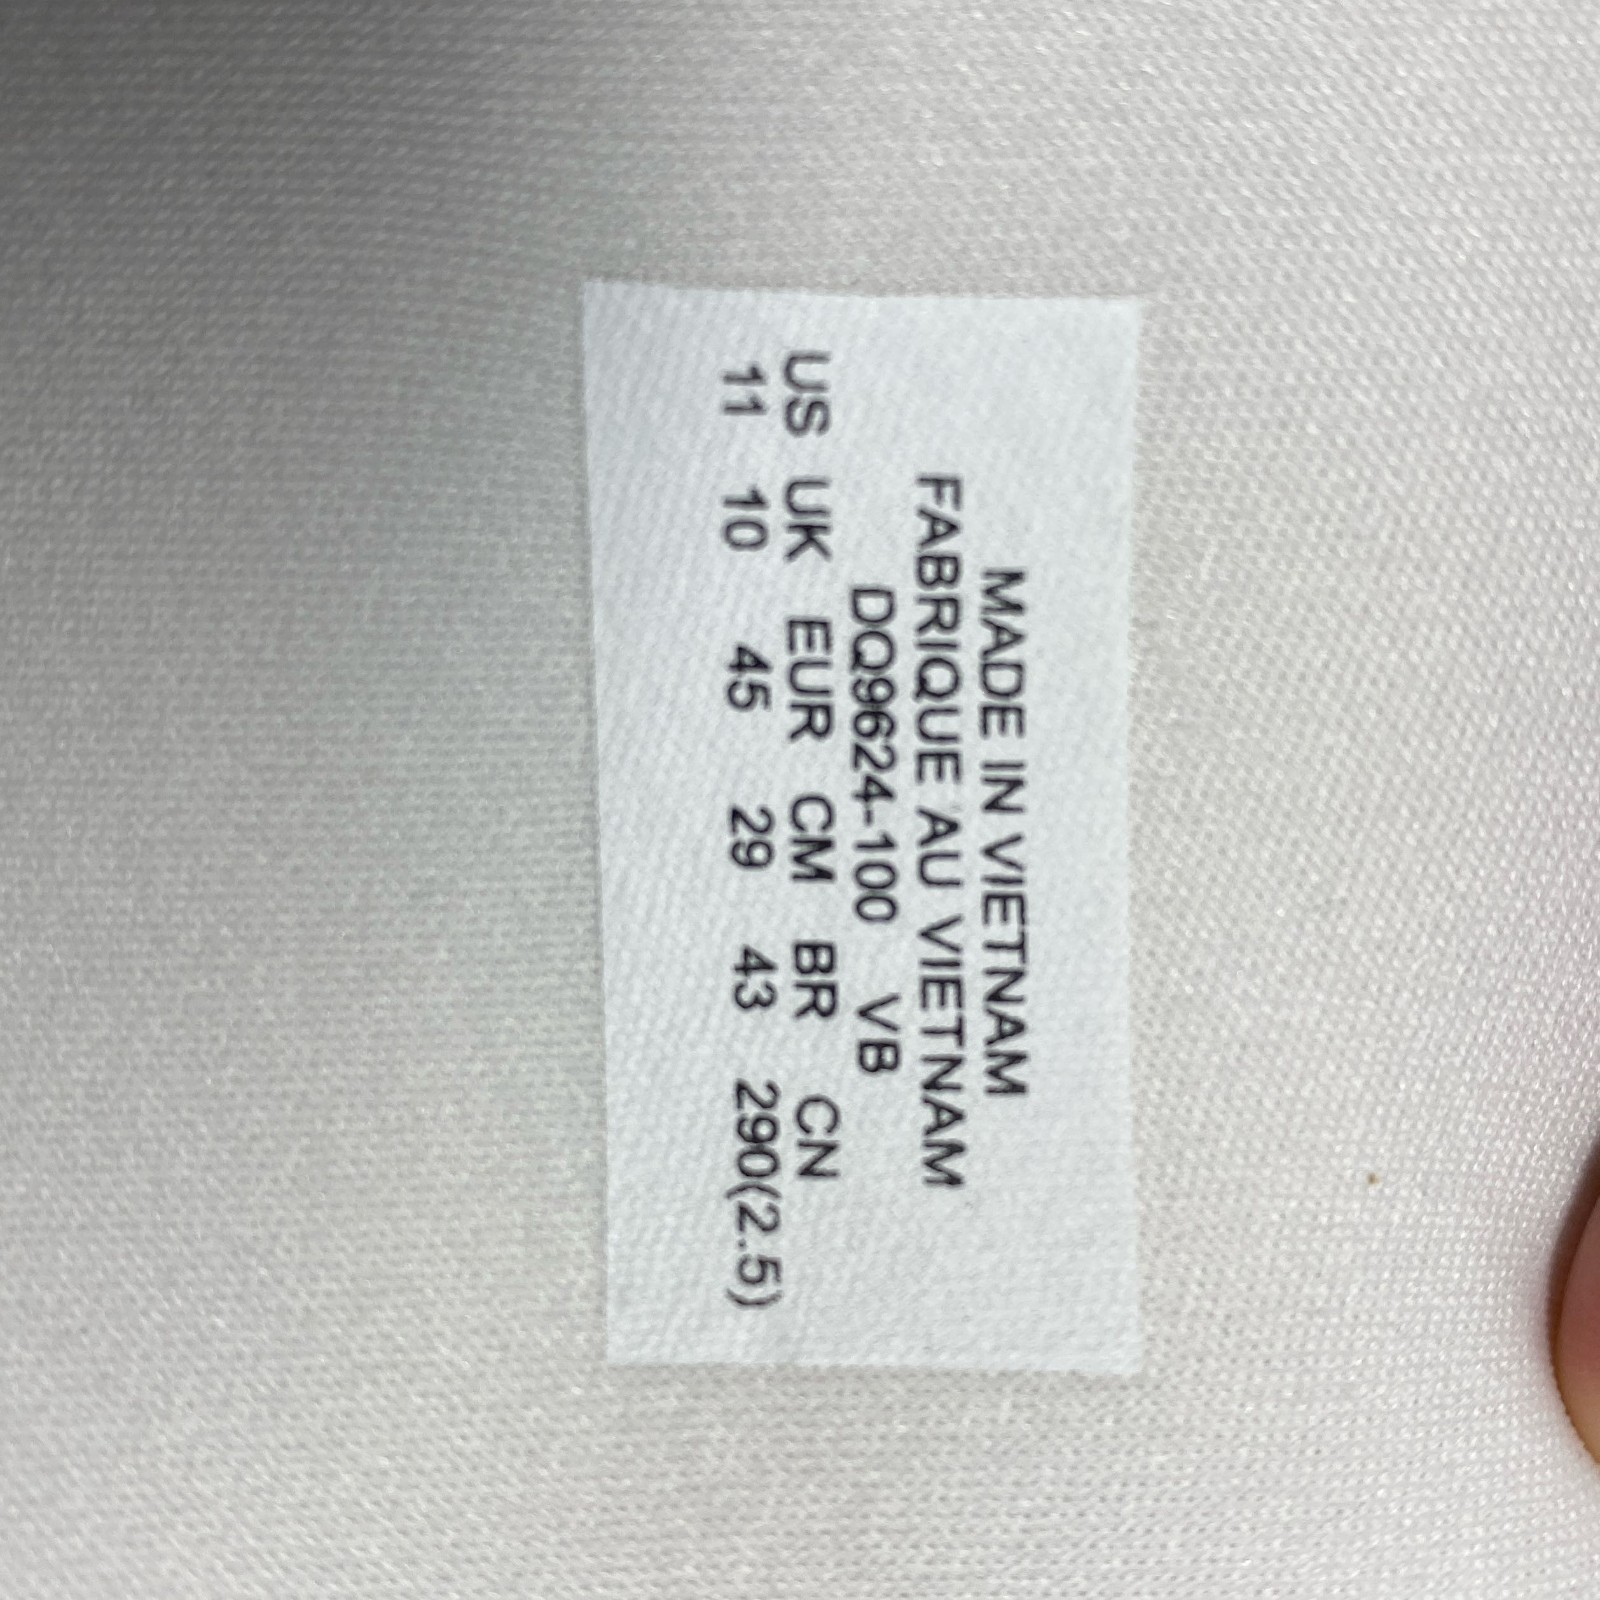 MADE IN VIETNAM
FABRIQUE AU VIETNAM
DQ9624-100 VB
US UK EUR CM BR CN
11 10 45 29 43 290(2.5)